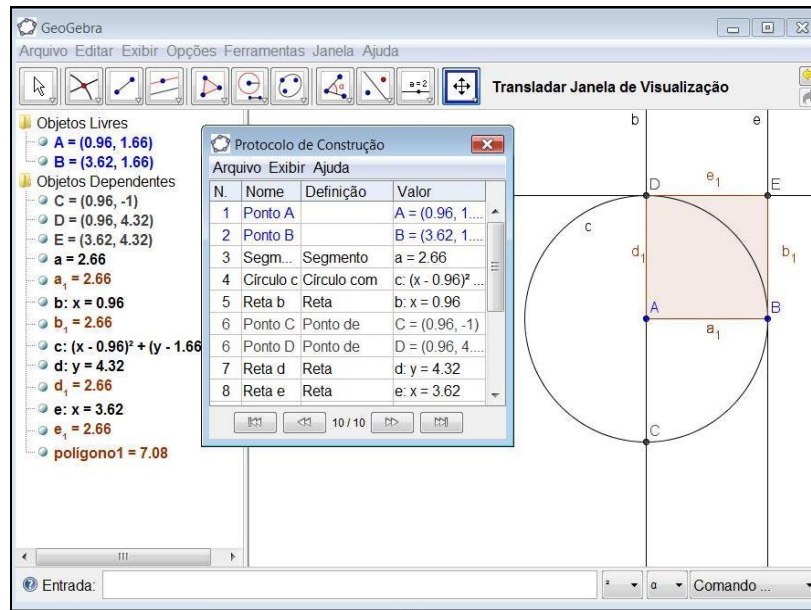 GeoGebra
Arquivo Editar Exibir Opções Ferramentas Janela Ajuda
a=2
Transladar Janela de Visualização
Objetos Livres
A = (0.96, 1.66)
B = (3.62, 1.66)
Objetos Dependentes
C = (0.96, -1)
D = (0.96, 4.32)
E = (3.62, 4.32)
a = 2.66
a₁ = 2.66
b: x = 0.96
b₁ = 2.66
c: (x - 0.96)² + (y - 1.66
d: y = 4.32
d₁ = 2.66
e: x = 3.62
e₁ = 2.66
polígono1 = 7.08
Protocolo de Construção
Arquivo Exibir Ajuda
N. Nome Definição Valor
1 Ponto A A = (0.96, 1....
2 Ponto B B = (3.62, 1....
3 Segm... Segmento a = 2.66
4 Círculo c Círculo com c: (x - 0.96)² ...
5 Reta b Reta b: x = 0.96
6 Ponto C Ponto de C = (0.96, -1)
6 Ponto D Ponto de D = (0.96, 4....
7 Reta d Reta d: y = 4.32
8 Reta e Reta e: x = 3.62
10 / 10
b e
D e₁ E
c
d₁ b₁
A B
a₁
C
Entrada:
² α Comando ...